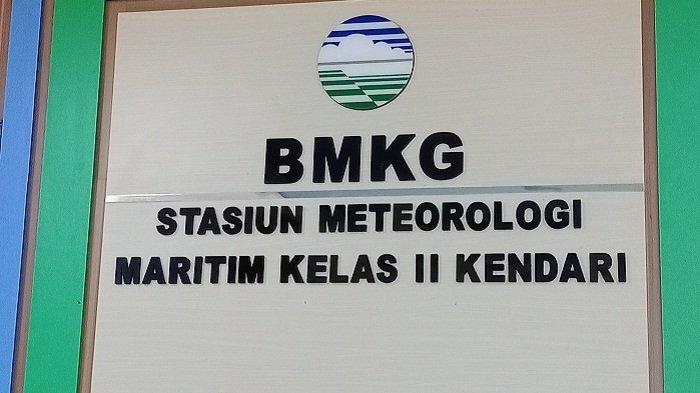 BMKG
STASIUN METEOROLOGI
MARITIM KELAS II KENDARI